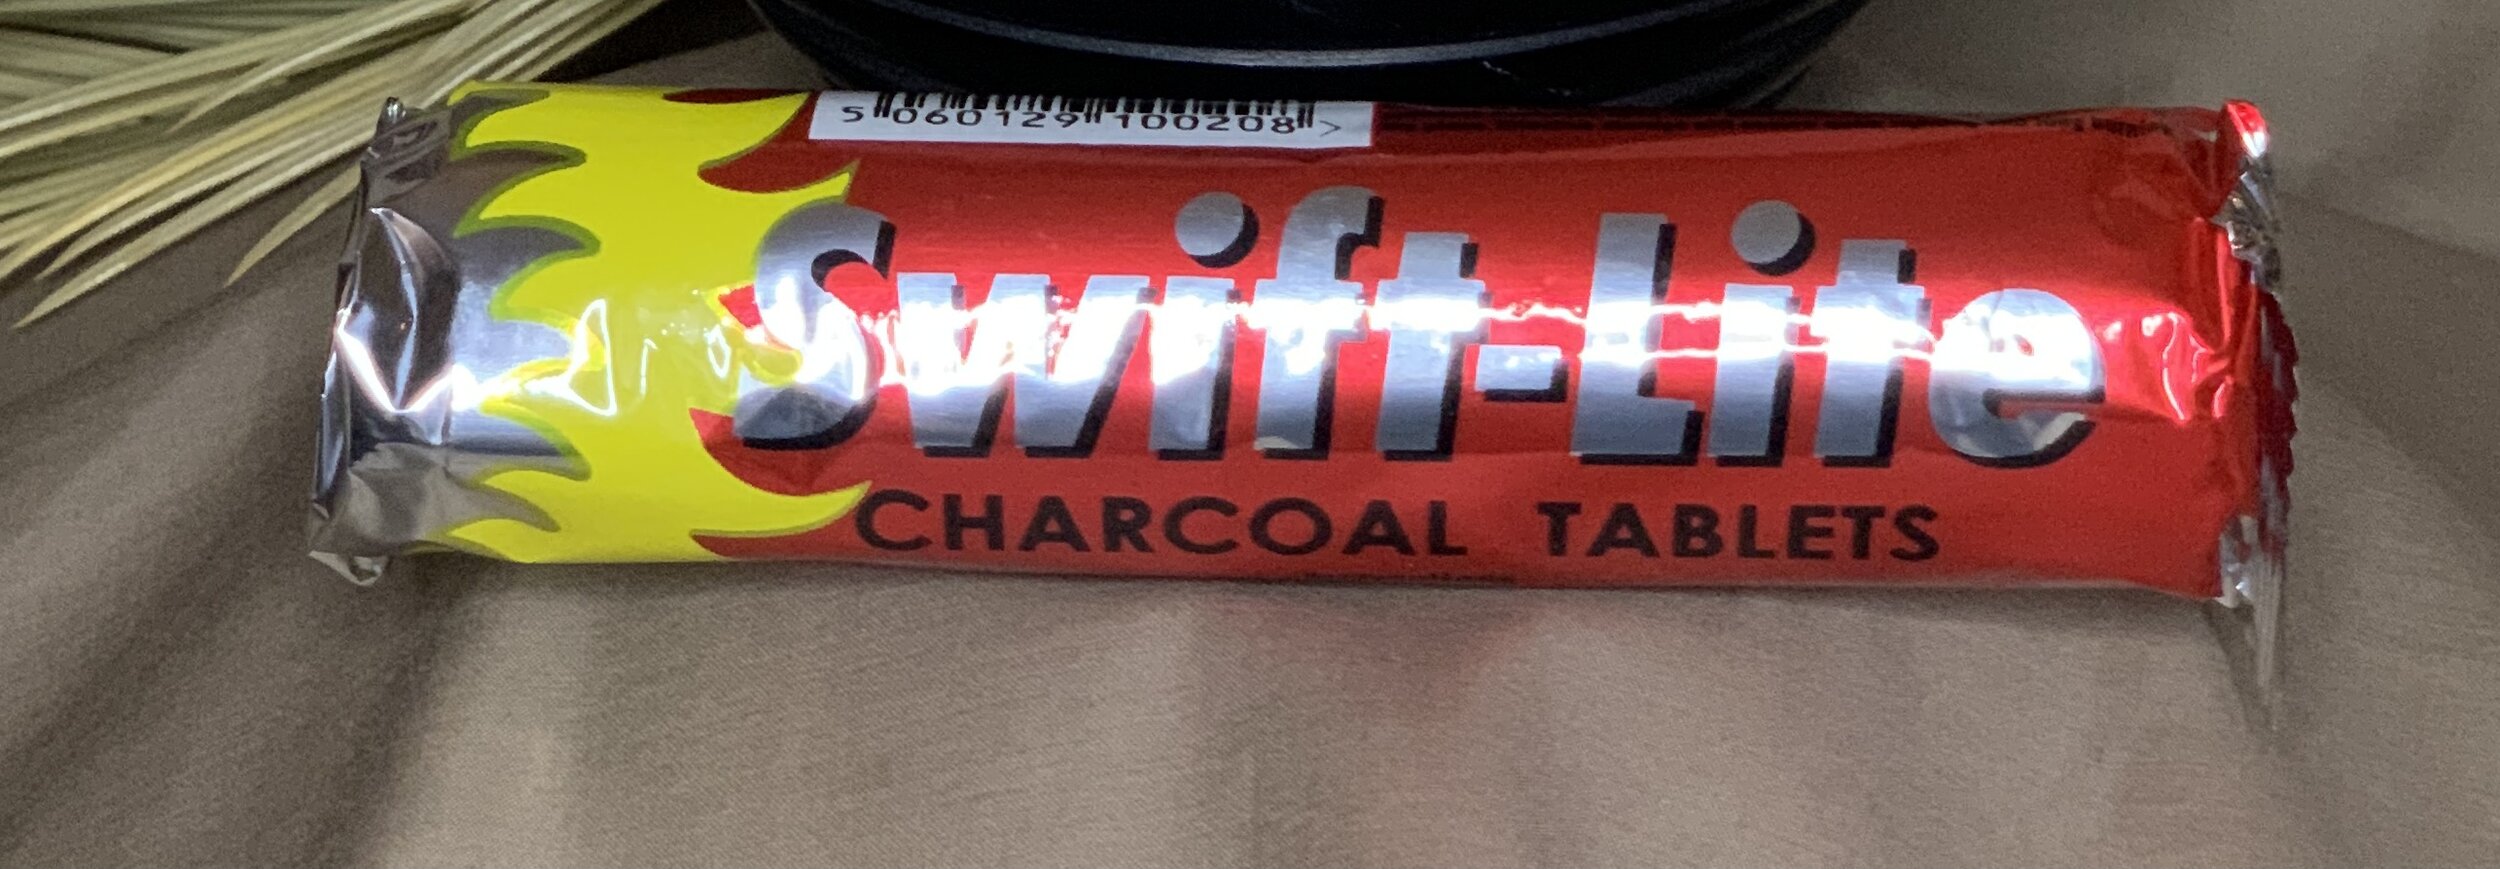 5 060129 100208 >
Swift-Lite
CHARCOAL TABLETS